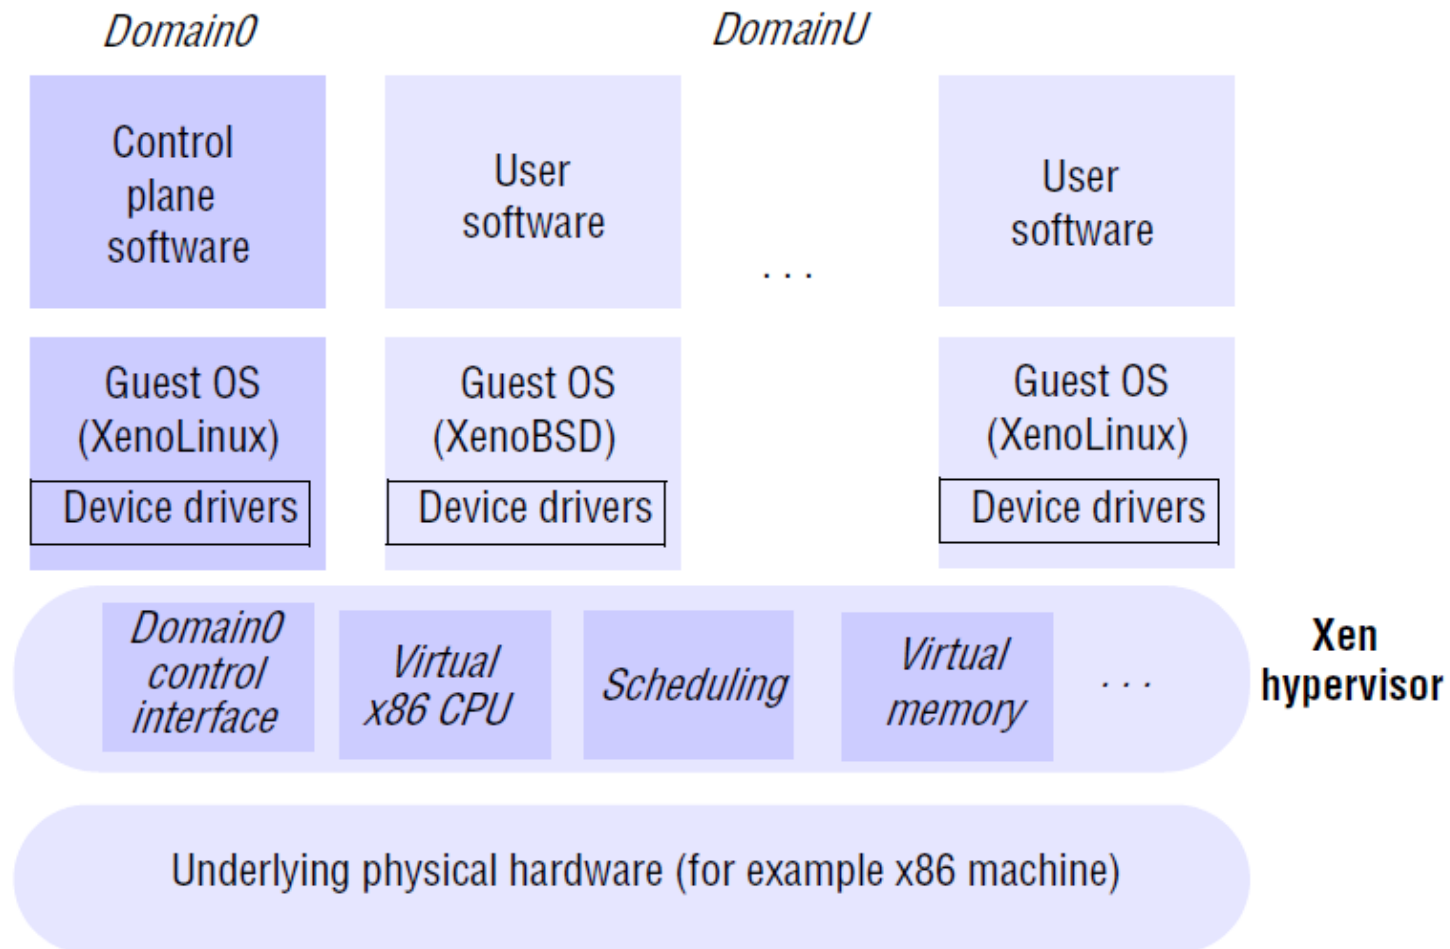 Domain0
DomainU
Control
plane
software
User
software
. . .
User
software
Guest OS
(XenoLinux)
Device drivers
Guest OS
(XenoBSD)
Device drivers
Guest OS
(XenoLinux)
Device drivers
Domain0
control
interface
Virtual
x86 CPU
Scheduling
Virtual
memory
. . .
Xen
hypervisor
Underlying physical hardware (for example x86 machine)